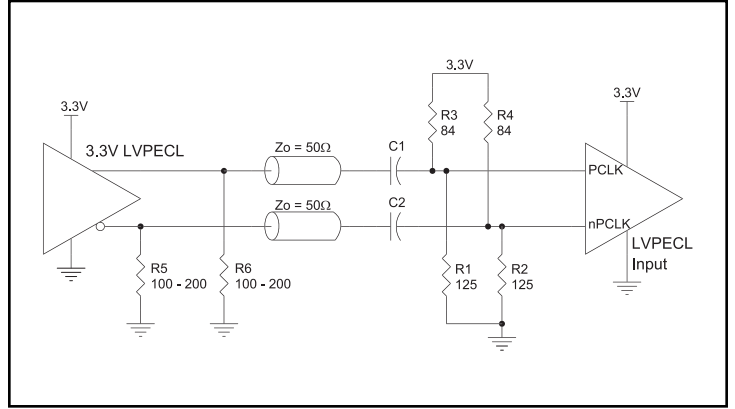 3.3V
3.3V LVPECL
Zo = 50Ω
C1
3.3V
R3
84
R4
84
3.3V
PCLK
Zo = 50Ω
C2
nPCLK
LVPECL
Input
R5
100 - 200
R6
100 - 200
R1
125
R2
125